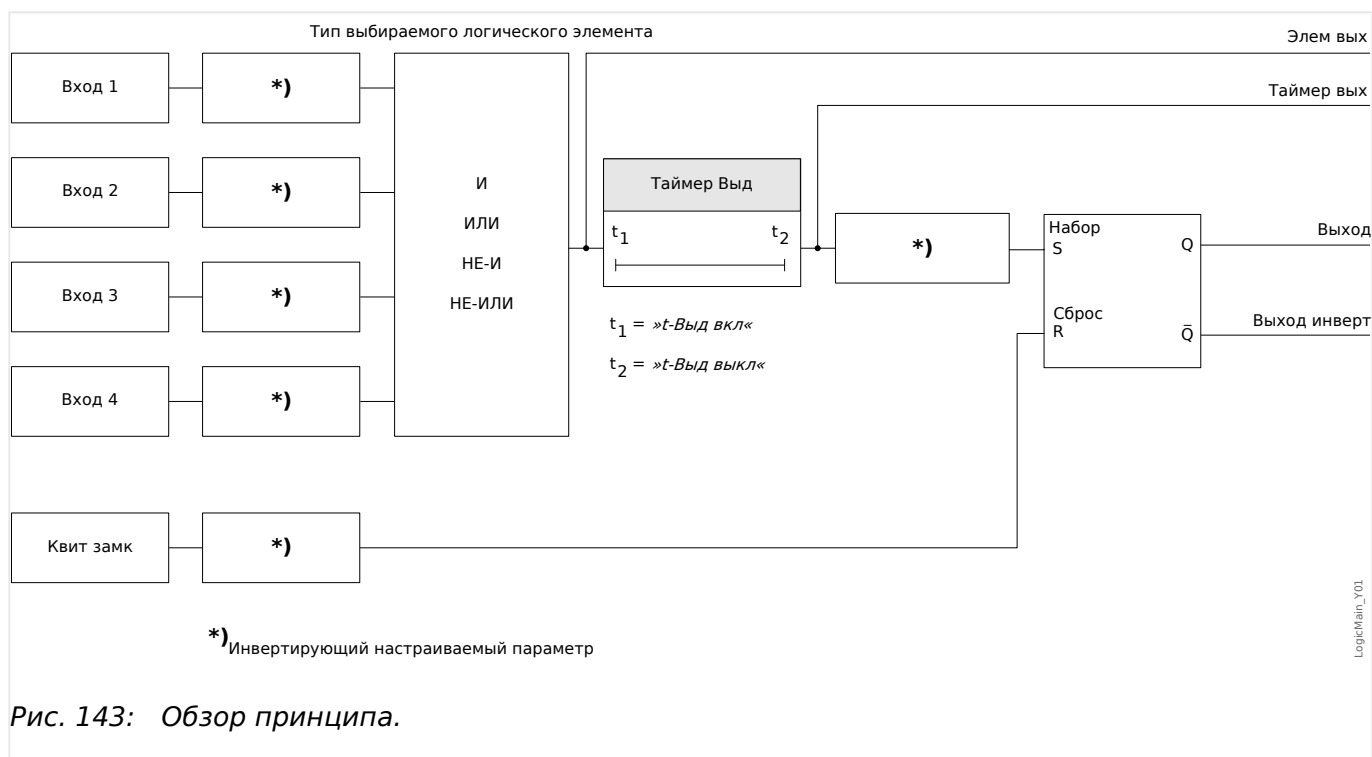 Тип выбираемого логического элемента
Элем вых
Вход 1
*)
Таймер вых
Вход 2
*)
И
ИЛИ
НЕ-И
НЕ-ИЛИ
Таймер Выд
t1
t2
*)
Набор
S
Q
Выход
Вход 3
*)
t1 = »t-Выд вкл«
Сброс
R
Q̅
Выход инверт
t2 = »t-Выд выкл«
Вход 4
*)
Квит замк
*)
*)Инвертирующий настраиваемый параметр
LogicMain_Y01
Рис. 143: Обзор принципа.